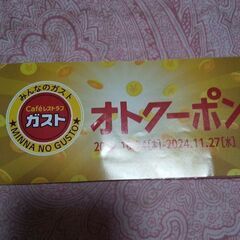 みんなのガスト
Caféレストラン
ガスト
★MINNA NO GUSTO★
オトクーポン
-2024.11.27[水]